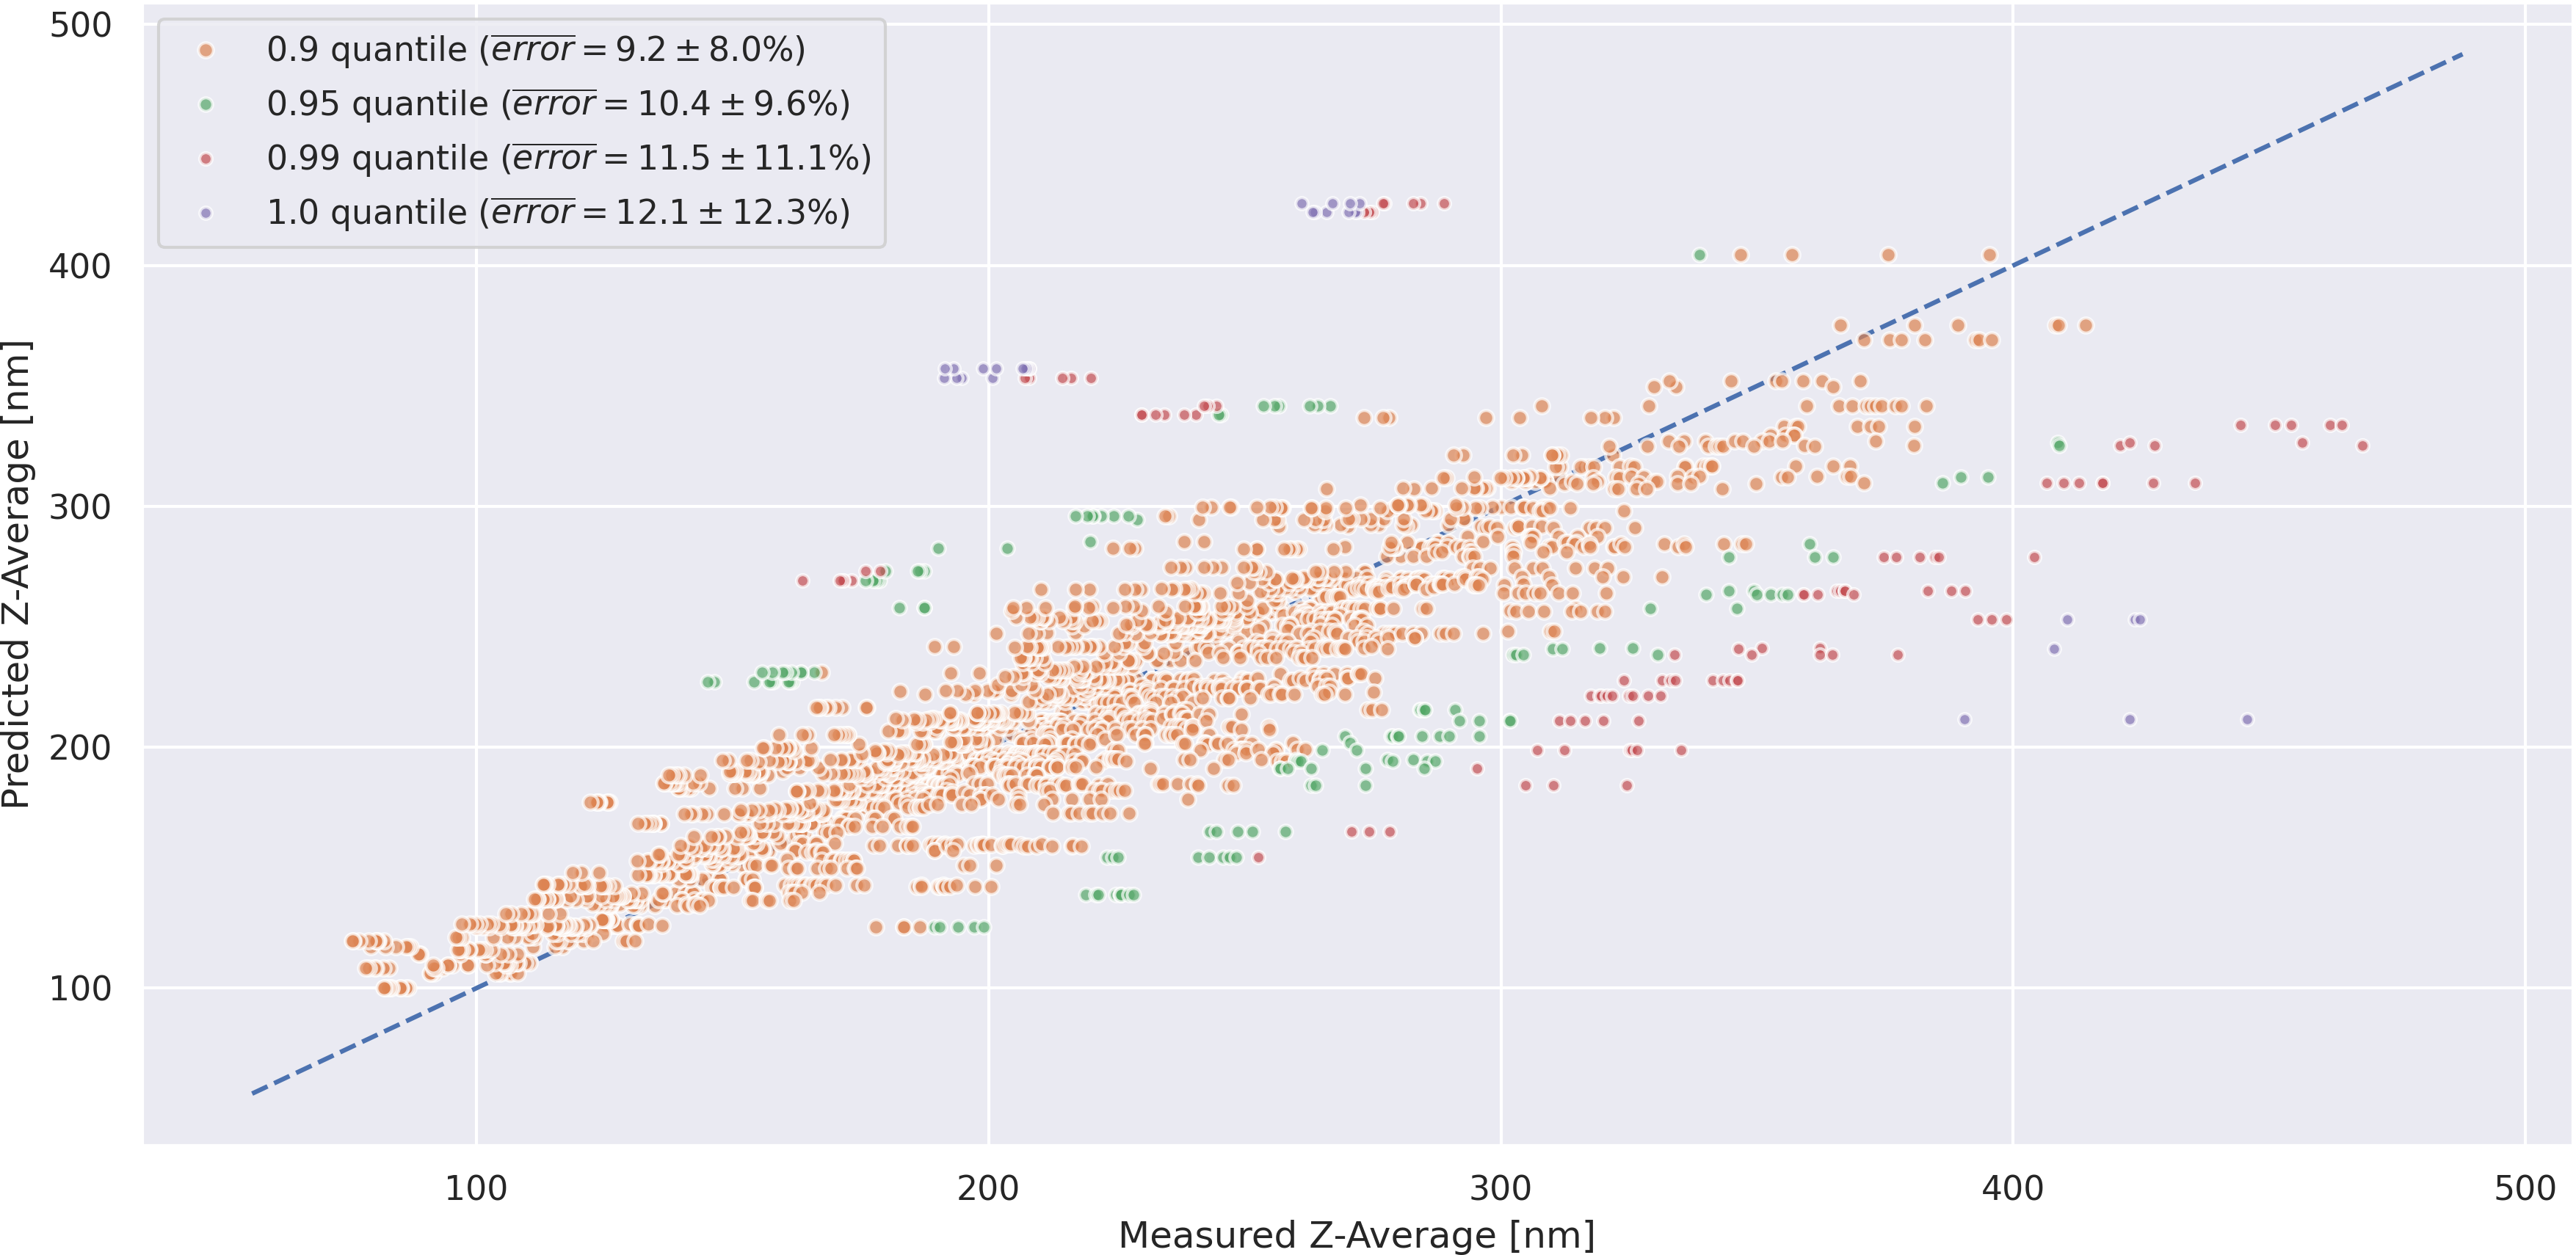 0.9 quantile (error = 9.2 ± 8.0%)
0.95 quantile (error = 10.4 ± 9.6%)
0.99 quantile (error = 11.5 ± 11.1%)
1.0 quantile (error = 12.1 ± 12.3%)
500
400
300
200
100
Predicted Z-Average [nm]
100 200 300 400 500
Measured Z-Average [nm]